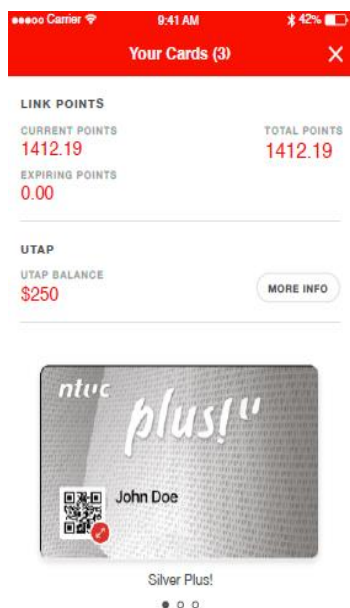 Carrier 9:41 AM 42%
Your Cards (3) ×
LINK POINTS
CURRENT POINTS TOTAL POINTS
1412.19 1412.19
EXPIRING POINTS
0.00
UTAP
UTAP BALANCE
$250 MORE INFO
ntuc
plus!
John Doe
Silver Plus!